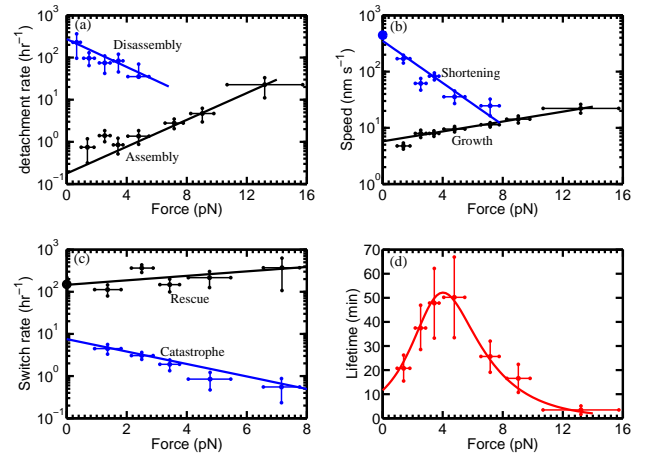 (a)
Disassembly
Assembly
detachment rate (hr⁻¹)
10³
10²
10¹
10⁰
10⁻¹
0 4 8 12 16
Force (pN)
(b)
Shortening
Growth
Speed (nm s⁻¹)
10³
10²
10¹
10⁰
0 4 8 12 16
Force (pN)
(c)
Rescue
Catastrophe
Switch rate (hr⁻¹)
10³
10²
10⁰
10⁻¹
0 2 4 6 8
Force (pN)
(d)
Lifetime (min)
70
60
50
40
30
20
10
0
0 4 8 12 16
Force (pN)